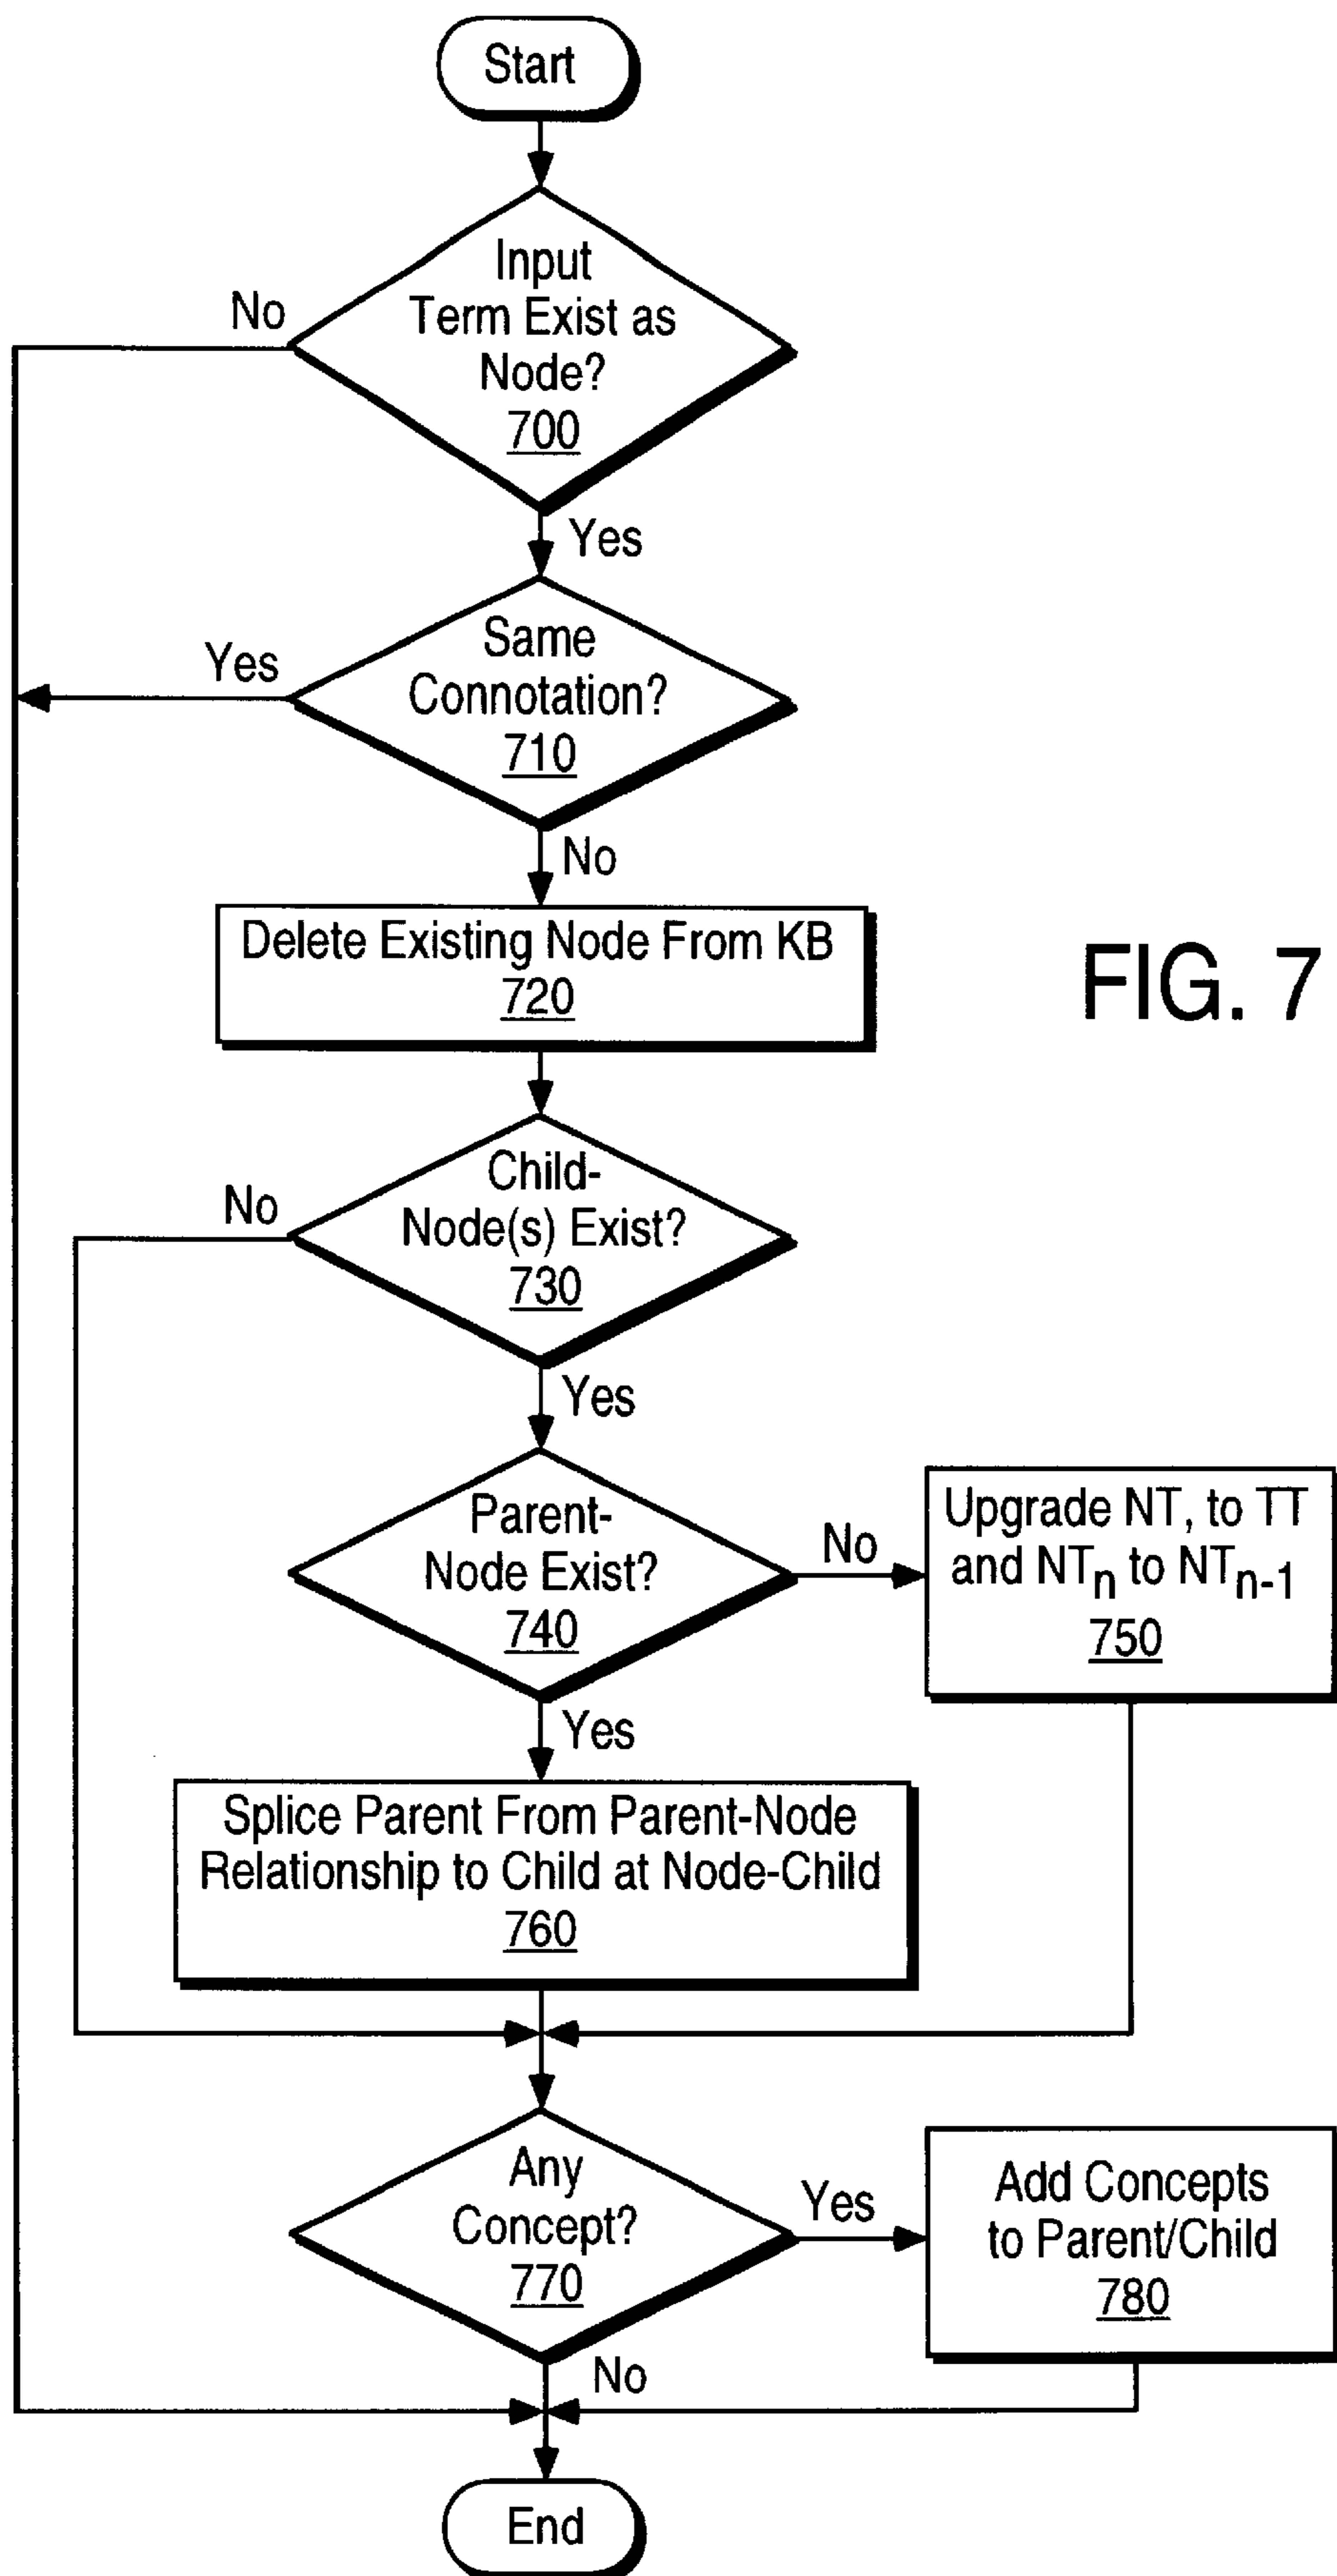 Start
Input
Term Exist as
Node?
700
No
Yes
Same
Connotation?
710
Yes
No
Delete Existing Node From KB
720
FIG. 7
Child-
Node(s) Exist?
730
No
Yes
Parent-
Node Exist?
740
No
Upgrade NT, to TT
and NTn to NTn-1
750
Yes
Splice Parent From Parent-Node
Relationship to Child at Node-Child
760
Any
Concept?
770
Yes
Add Concepts
to Parent/Child
780
No
End